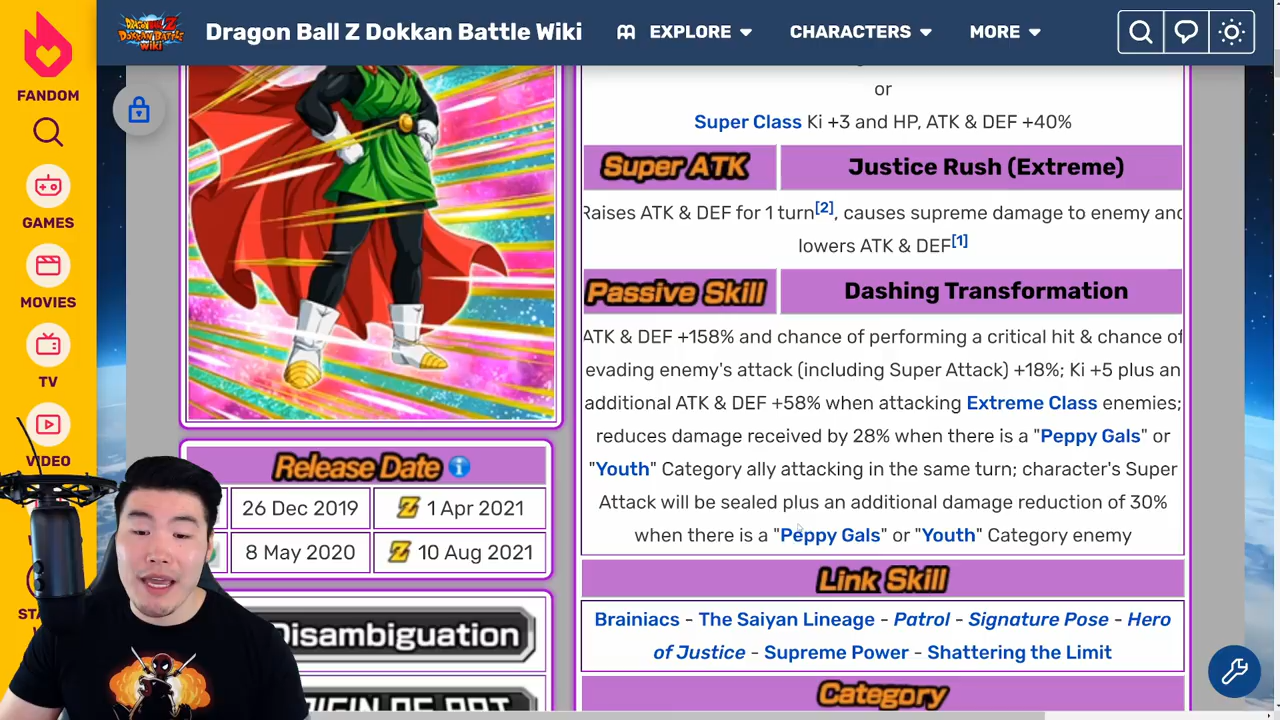 Dragon Ball Z Dokkan Battle Wiki
EXPLORE
CHARACTERS
MORE
FANDOM
GAMES
MOVIES
TV
VIDEO
or
Super Class Ki +3 and HP, ATK & DEF +40%
Super ATK
Justice Rush (Extreme)
Raises ATK & DEF for 1 turn[2], causes supreme damage to enemy and
lowers ATK & DEF[1]
Passive Skill
Dashing Transformation
ATK & DEF +158% and chance of performing a critical hit & chance of
evading enemy's attack (including Super Attack) +18%; Ki +5 plus an
additional ATK & DEF +58% when attacking Extreme Class enemies;
reduces damage received by 28% when there is a "Peppy Gals" or
"Youth" Category ally attacking in the same turn; character's Super
Attack will be sealed plus an additional damage reduction of 30%
when there is a "Peppy Gals" or "Youth" Category enemy
Link Skill
Brainiacs - The Saiyan Lineage - Patrol - Signature Pose - Hero
of Justice - Supreme Power - Shattering the Limit
Category
Release Date
26 Dec 2019
Z 1 Apr 2021
8 May 2020
Z 10 Aug 2021
Disambiguation